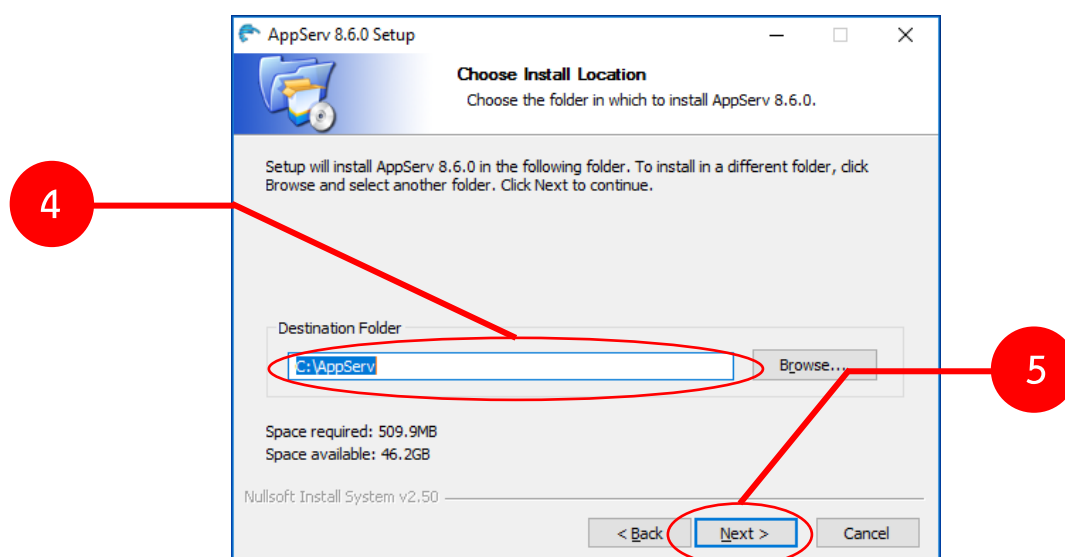 AppServ 8.6.0 Setup
Choose Install Location
Choose the folder in which to install AppServ 8.6.0.
Setup will install AppServ 8.6.0 in the following folder. To install in a different folder, click
Browse and select another folder. Click Next to continue.
4
Destination Folder
C:\AppServ
Browse...
5
Space required: 509.9MB
Space available: 46.2GB
Nullsoft Install System v2.50
< Back
Next >
Cancel